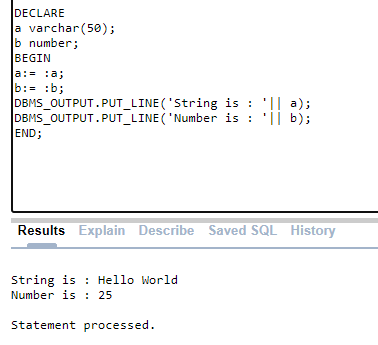 DECLARE
a varchar(50);
b number;
BEGIN
a:= :a;
b:= :b;
DBMS_OUTPUT.PUT_LINE('String is : '|| a);
DBMS_OUTPUT.PUT_LINE('Number is : '|| b);
END;
Results Explain Describe Saved SQL History
String is : Hello World
Number is : 25
Statement processed.